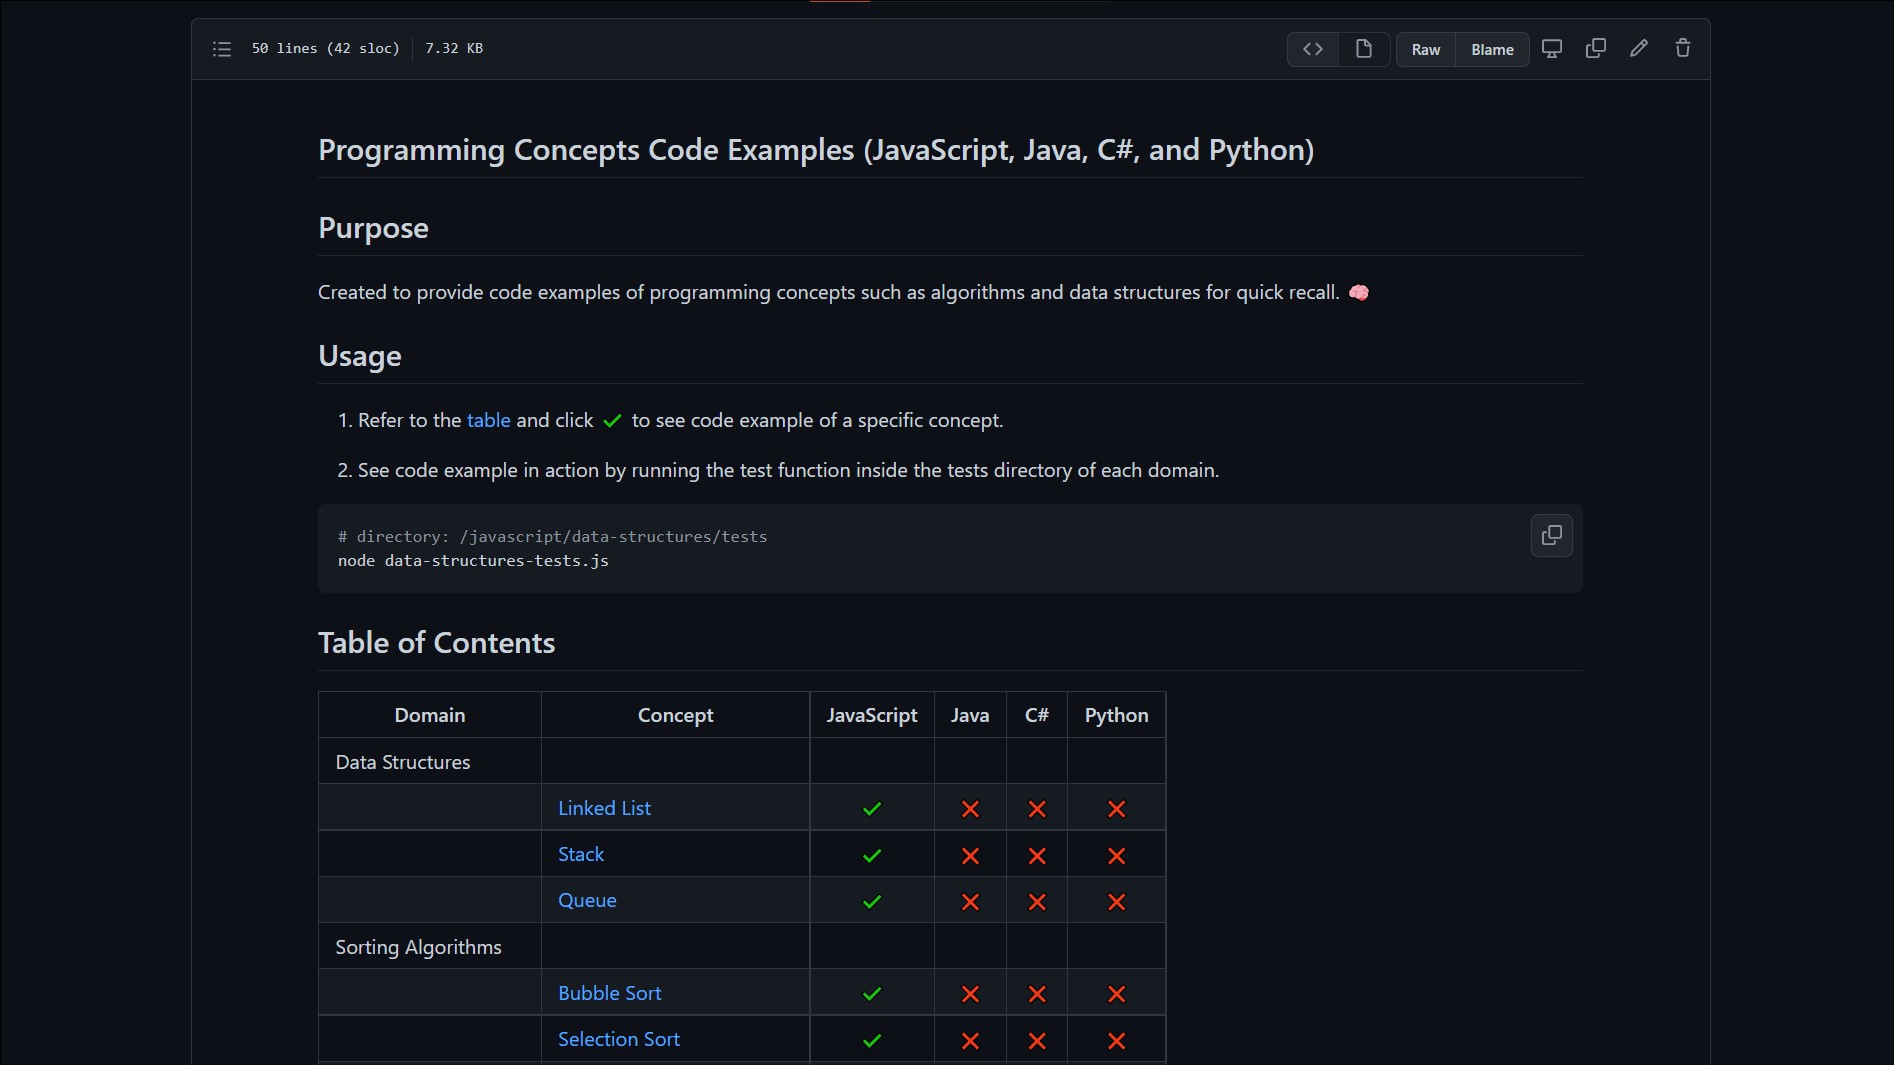 50 lines (42 sloc) 7.32 KB Raw Blame
Programming Concepts Code Examples (JavaScript, Java, C#, and Python)
Purpose
Created to provide code examples of programming concepts such as algorithms and data structures for quick recall. 🧠
Usage
1. Refer to the table and click ✔ to see code example of a specific concept.
2. See code example in action by running the test function inside the tests directory of each domain.
# directory: /javascript/data-structures/tests
node data-structures-tests.js
Table of Contents
Domain Concept JavaScript Java C# Python
Data Structures
Linked List ✔ ❌ ❌ ❌
Stack ✔ ❌ ❌ ❌
Queue ✔ ❌ ❌ ❌
Sorting Algorithms
Bubble Sort ✔ ❌ ❌ ❌
Selection Sort ✔ ❌ ❌ ❌